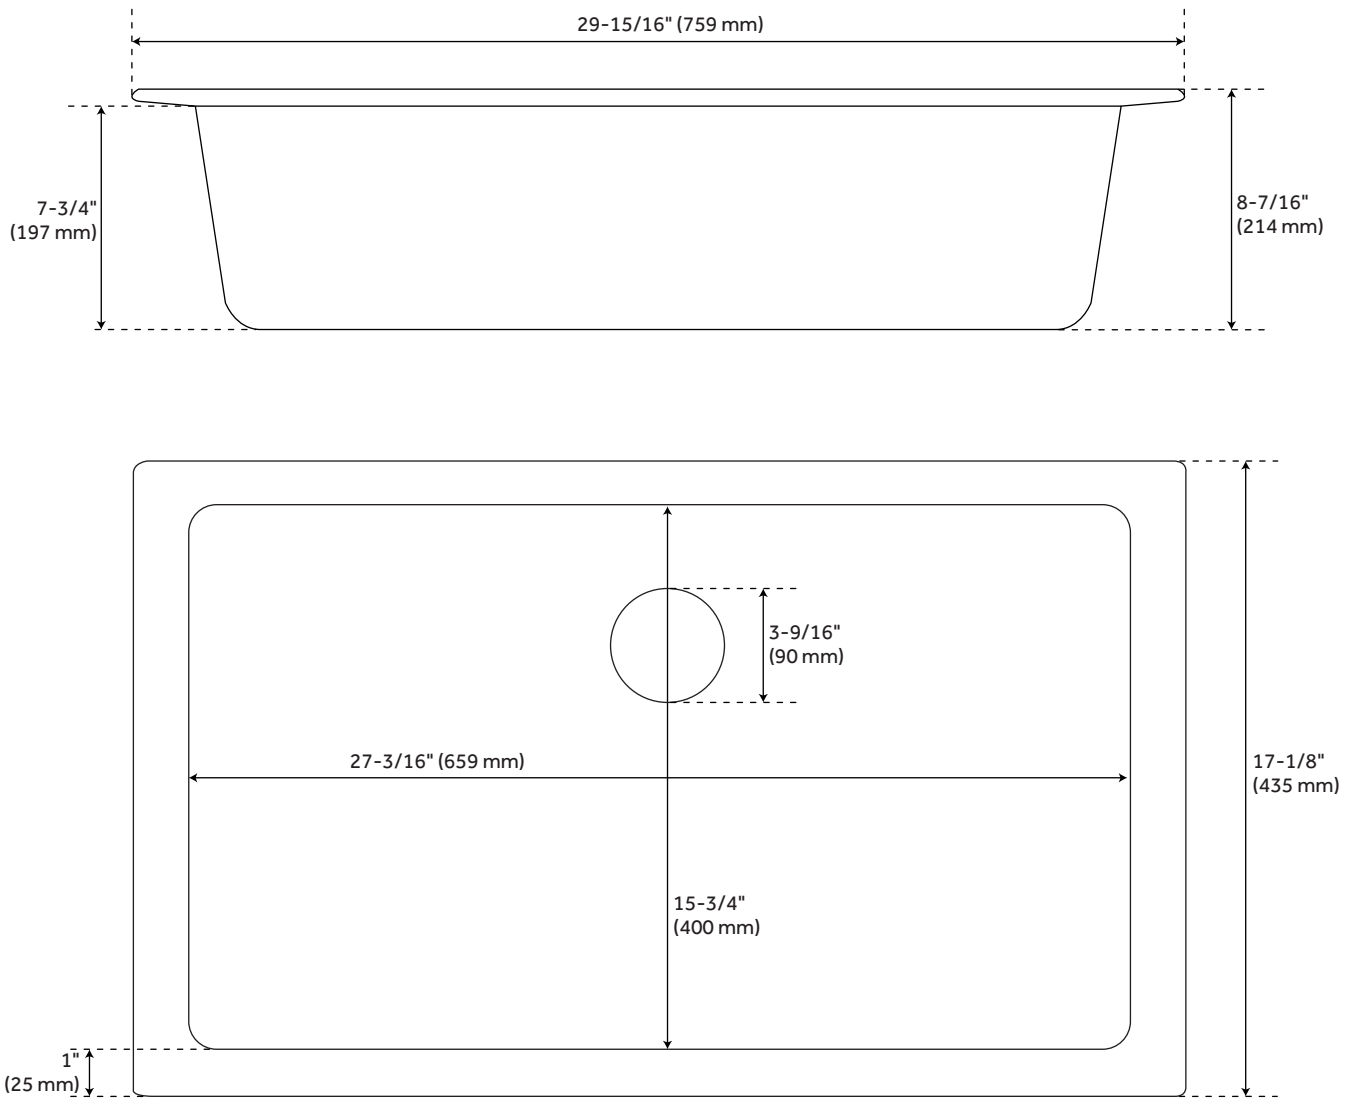 29-15/16" (759 mm)
7-3/4"
(197 mm)
8-7/16"
(214 mm)
3-9/16"
(90 mm)
27-3/16" (659 mm)
17-1/8"
(435 mm)
15-3/4"
(400 mm)
1"
(25 mm)